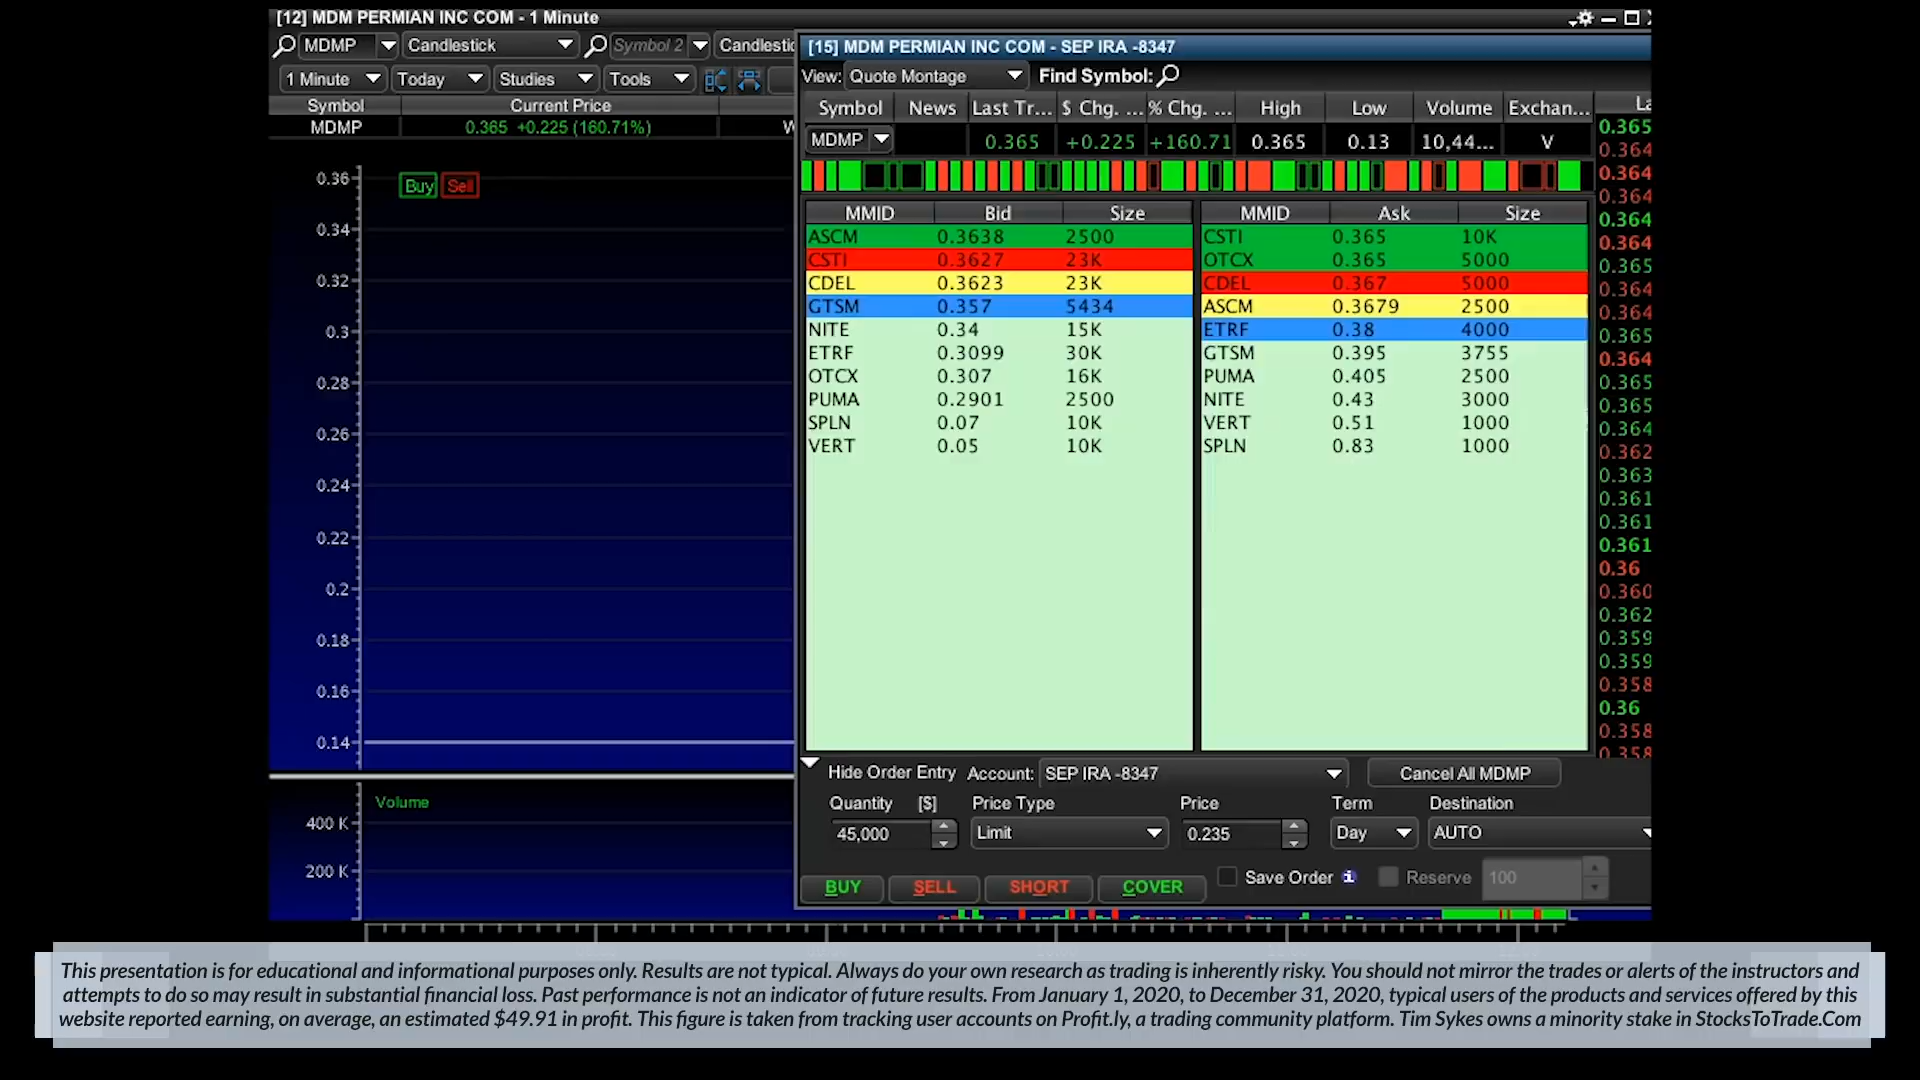 [12] MDM PERMIAN INC COM - 1 Minute
MDMP Candlestick Symbol 2
1 Minute Today Studies Tools
Symbol Current Price
MDMP 0.365 +0.225 (160.71%)
0.36
0.34
0.32
0.3
0.28
0.26
0.24
0.22
0.2
0.18
0.16
0.14
Buy Sell
Volume
400 K
200 K
[15] MDM PERMIAN INC COM - SEP IRA -8347
View: Quote Montage Find Symbol:
Symbol News Last Tr... $ Chg. ... % Chg. ... High Low Volume Exchan...
MDMP 0.365 +0.225 +160.71 0.365 0.13 10,44... V
MMID Bid Size MMID Ask Size
ASCM 0.3638 2500 CSTI 0.365 10K
CSTI 0.3627 23K OTCX 0.365 5000
CDEL 0.3623 23K CDEL 0.367 5000
GTSM 0.357 5434 ASCM 0.3679 2500
NITE 0.34 15K ETRF 0.38 4000
ETRF 0.3099 30K GTSM 0.395 3755
OTCX 0.307 16K PUMA 0.405 2500
PUMA 0.2901 2500 NITE 0.43 3000
SPLN 0.07 10K VERT 0.51 1000
VERT 0.05 10K SPLN 0.83 1000
0.365
0.364
0.364
0.364
0.364
0.364
0.365
0.364
0.364
0.365
0.364
0.365
0.365
0.364
0.362
0.363
0.361
0.361
0.361
0.36
0.360
0.362
0.359
0.359
0.358
0.36
0.358
0.358
Hide Order Entry Account: SEP IRA -8347 Cancel All MDMP
Quantity [$] Price Type Price Term Destination
45,000 Limit 0.235 Day AUTO
BUY SELL SHORT COVER Save Order Reserve 100
This presentation is for educational and informational purposes only. Results are not typical. Always do your own research as trading is inherently risky. You should not mirror the trades or alerts of the instructors and
attempts to do so may result in substantial financial loss. Past performance is not an indicator of future results. From January 1, 2020, to December 31, 2020, typical users of the products and services offered by this
website reported earning, on average, an estimated $49.91 in profit. This figure is taken from tracking user accounts on Profit.ly, a trading community platform. Tim Sykes owns a minority stake in StocksToTrade.Com